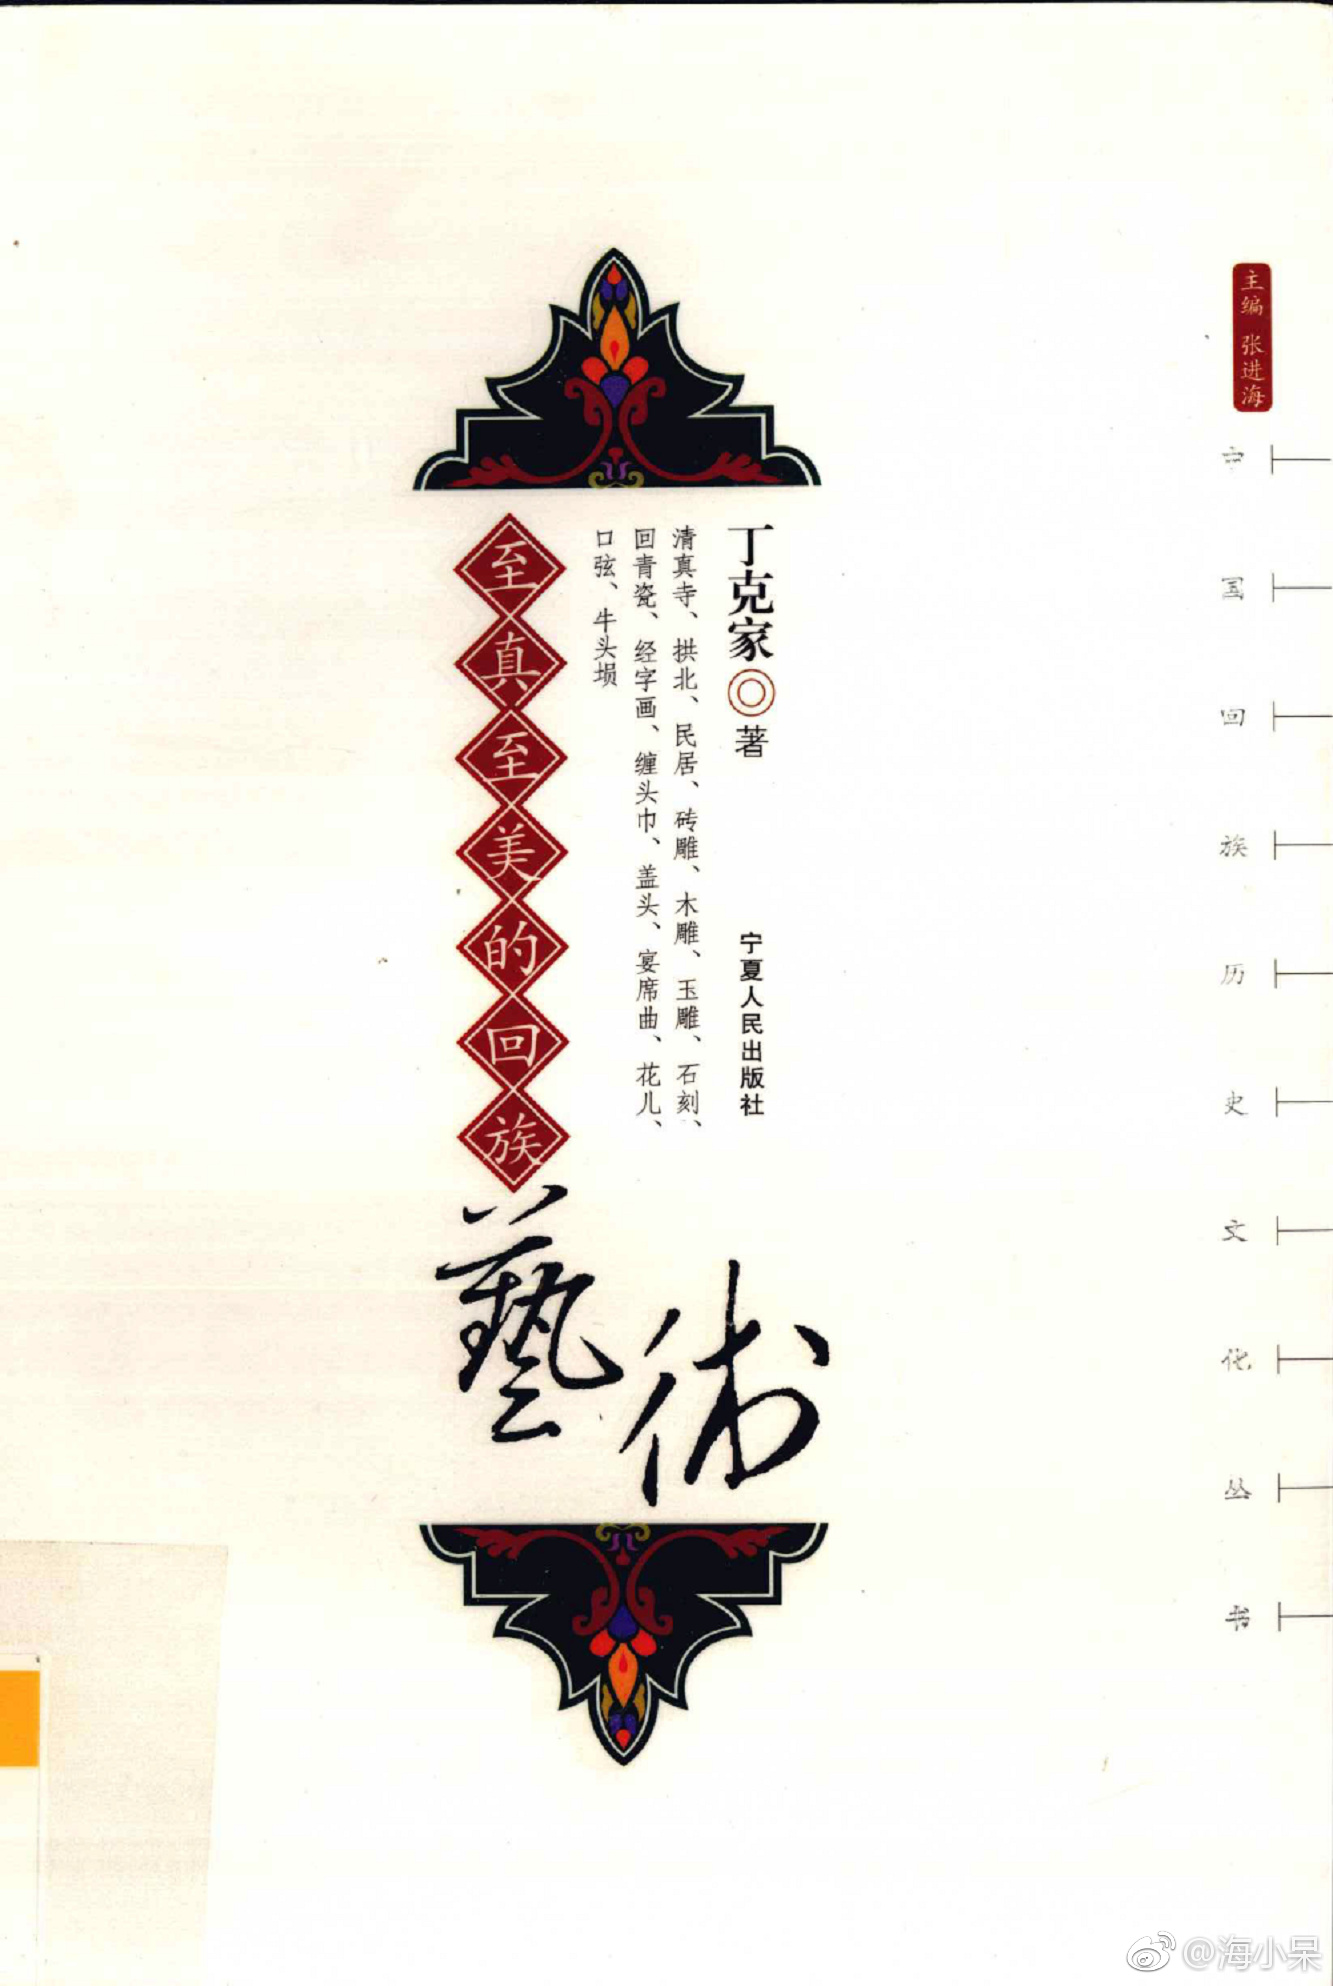 主编 张进海
中国回族历史文化丛书
丁克家◎著
宁夏人民出版社
清真寺、拱北、民居、砖雕、木雕、玉雕、石刻、
回青瓷、经字画、缠头巾、盖头、宴席曲、花儿、
口弦、牛头埙
至真至美的回族
藝術
@海小呆